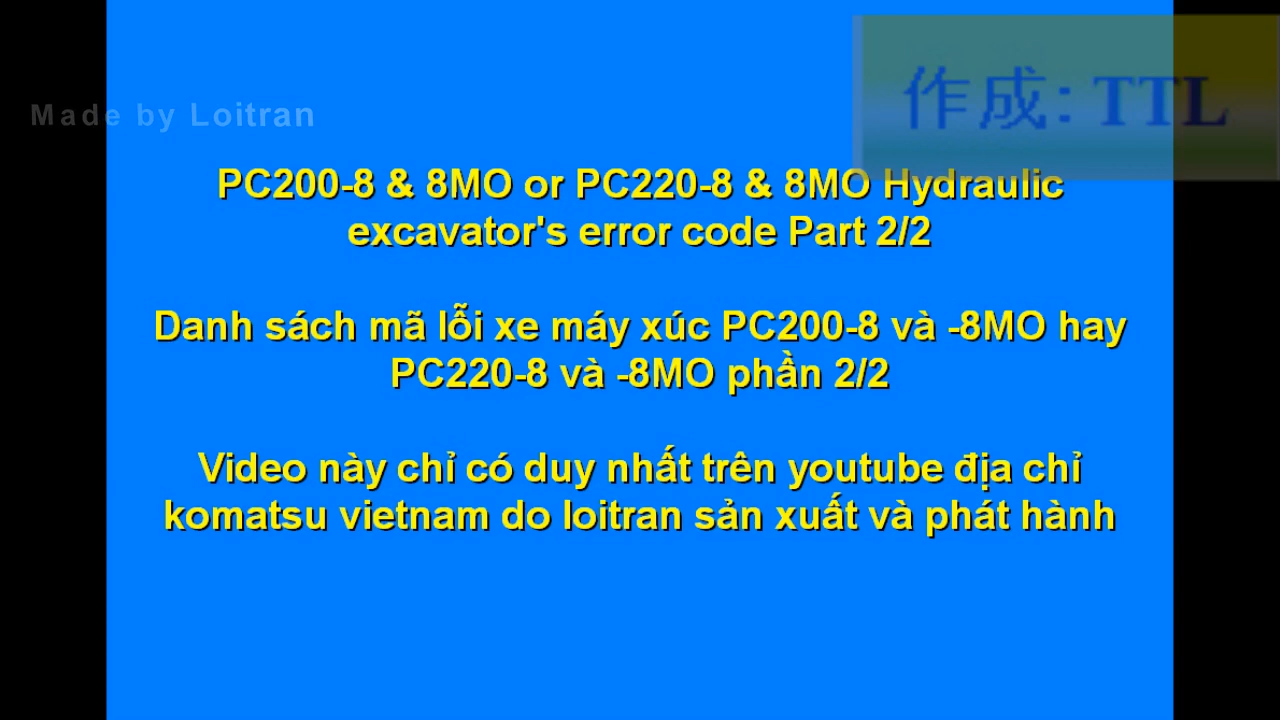 作成: TTL
Made by Loitran
PC200-8 & 8MO or PC220-8 & 8MO Hydraulic
excavator's error code Part 2/2
Danh sách mã lỗi xe máy xúc PC200-8 và -8MO hay
PC220-8 và -8MO phần 2/2
Video này chỉ có duy nhất trên youtube địa chỉ
komatsu vietnam do loitran sản xuất và phát hành